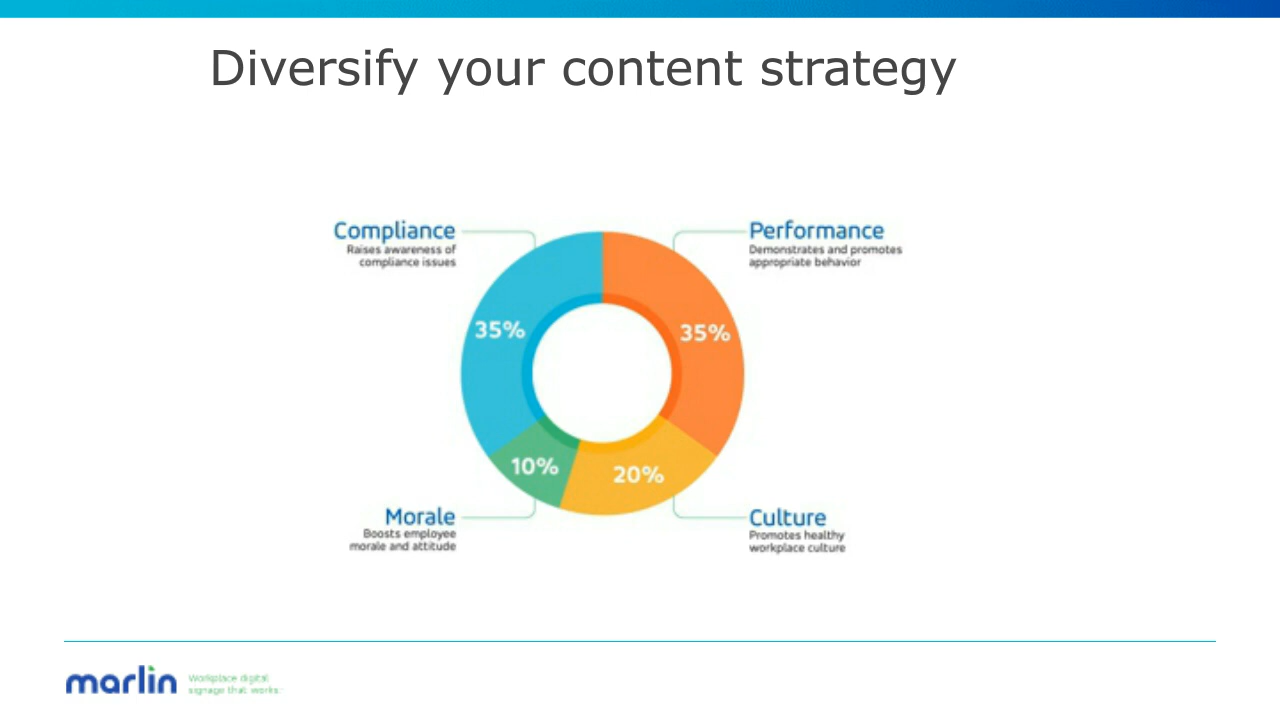 Diversify your content strategy
Compliance
Raises awareness of
compliance issues
Performance
Demonstrates and promotes
appropriate behavior
35%
35%
10%
20%
Morale
Boosts employee
morale and attitude
Culture
Promotes healthy
workplace culture
marlin
Workplace digital
signage that works.